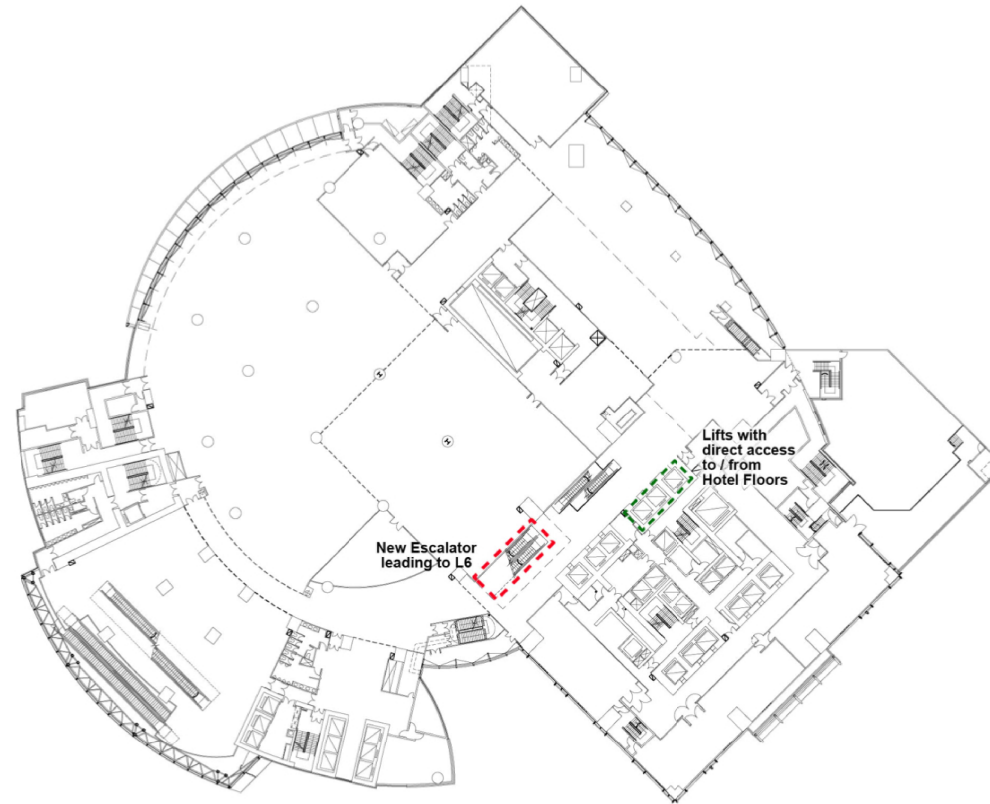 Lifts with
direct access
to / from
Hotel Floors
New Escalator
leading to L6
H
H